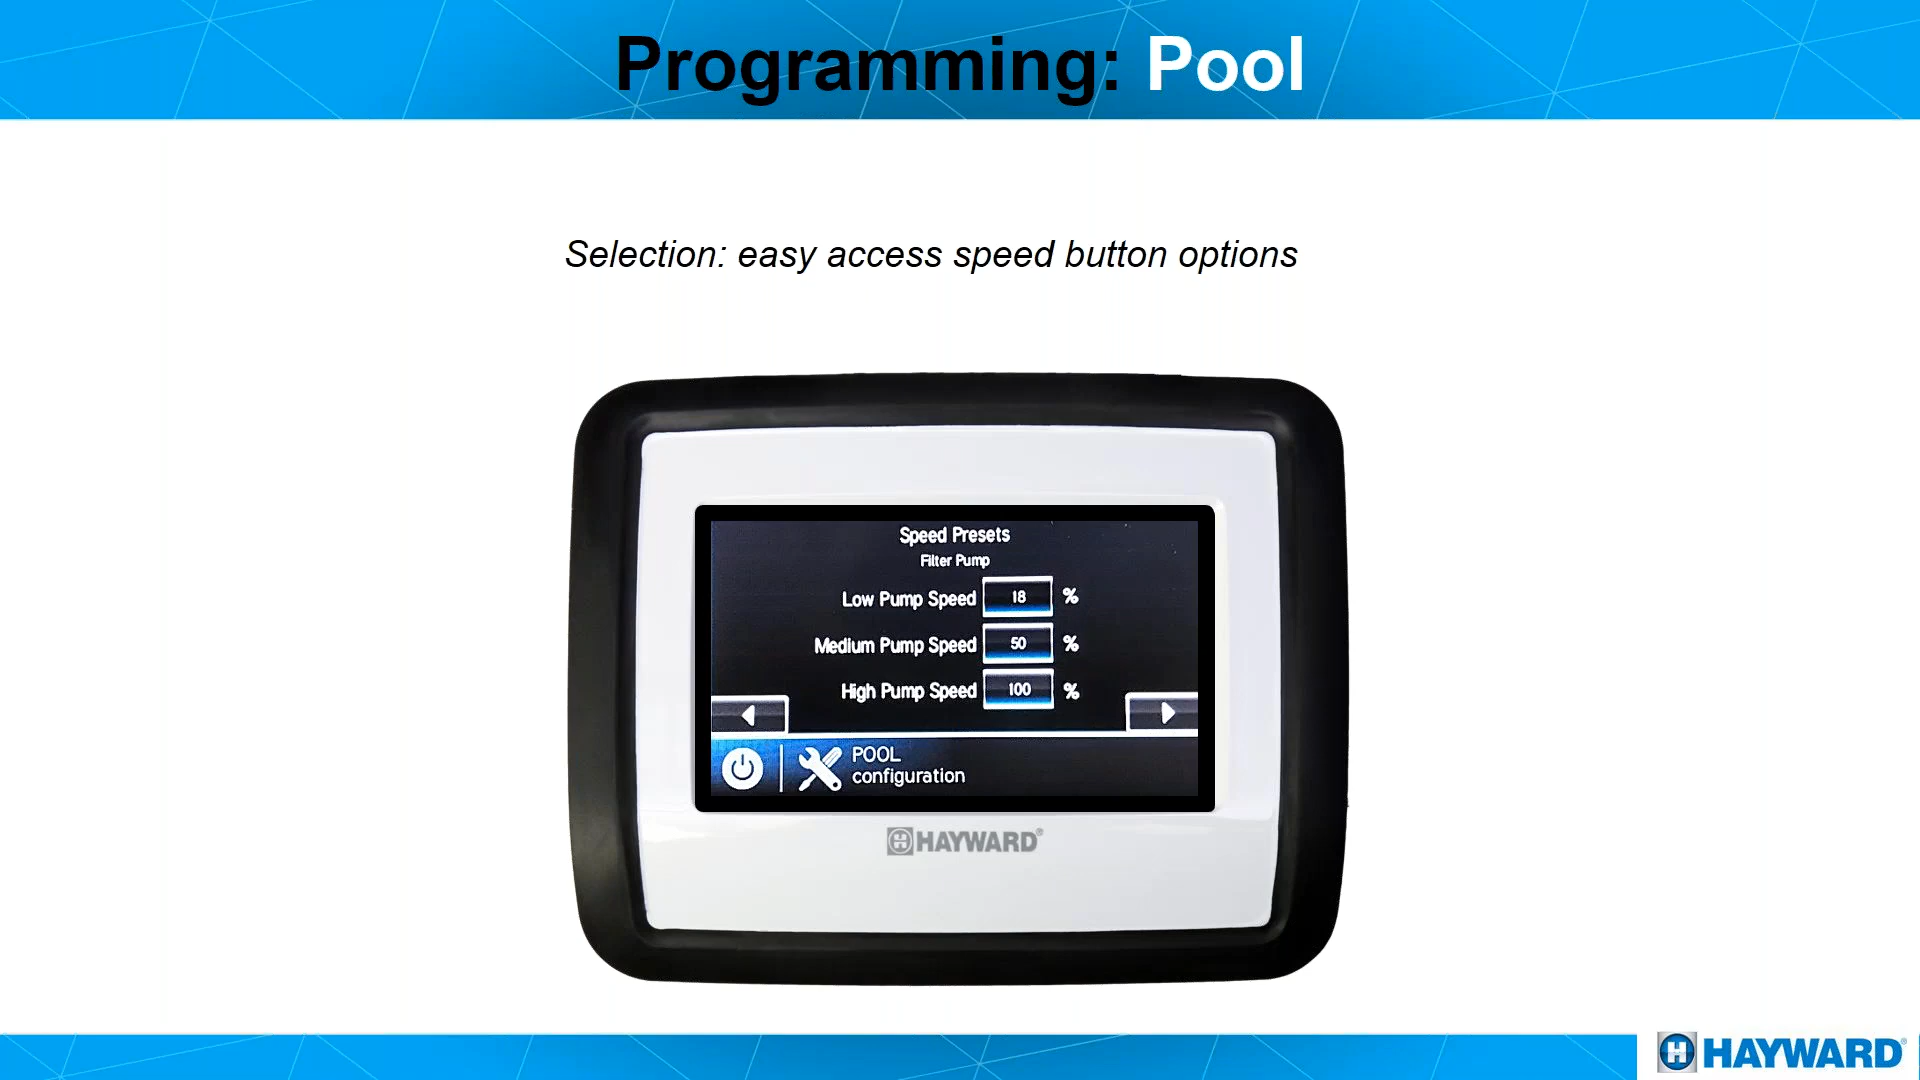 Programming: Pool
Selection: easy access speed button options
Speed Presets
Filter Pump
Low Pump Speed 18 %
Medium Pump Speed 50 %
High Pump Speed 100 %
POOL
configuration
HAYWARD®
HAYWARD®